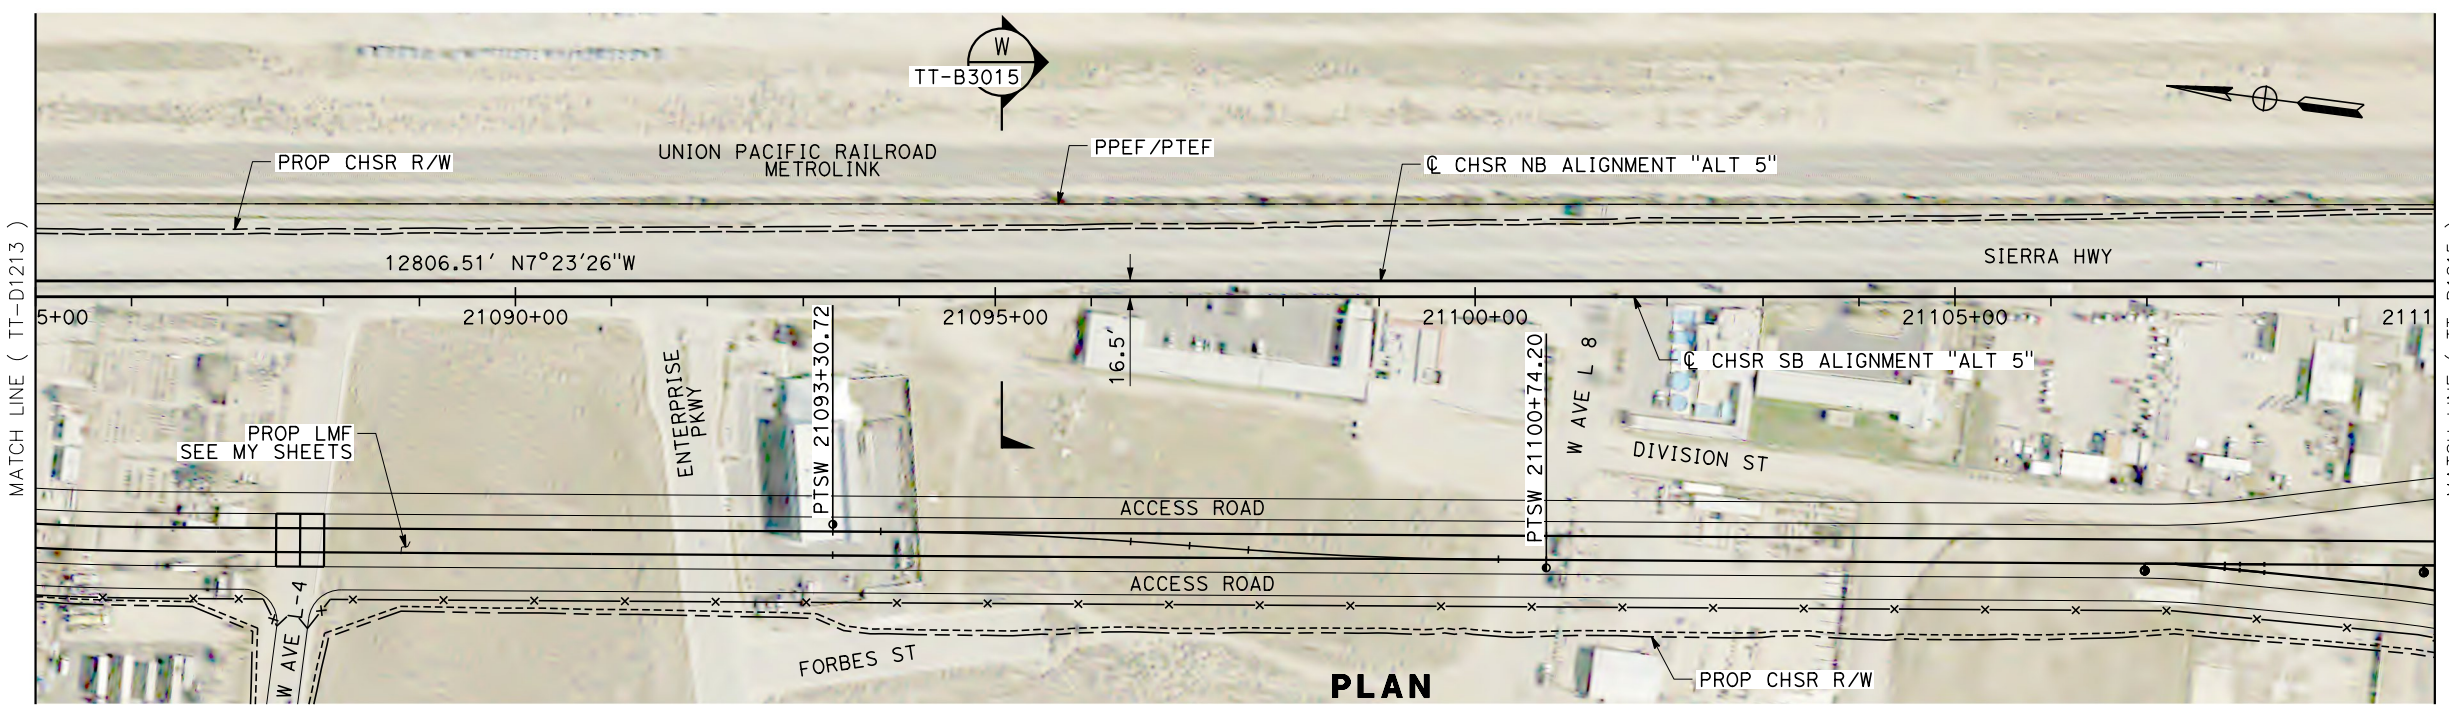 W
TT-B3015
PROP CHSR R/W
UNION PACIFIC RAILROAD
METROLINK
PPEF/PTEF
℄ CHSR NB ALIGNMENT "ALT 5"
MATCH LINE ( TT-D1213 )
12806.51' N7°23'26"W
SIERRA HWY
5+00
21090+00
21095+00
21100+00
21105+00
2111
PTSW 21093+30.72
16.5'
PTSW 21100+74.20
W AVE L 8
℄ CHSR SB ALIGNMENT "ALT 5"
ENTERPRISE
PKWY
PROP LMF
SEE MY SHEETS
DIVISION ST
ACCESS ROAD
ACCESS ROAD
W AVE L-4
FORBES ST
PROP CHSR R/W
PLAN